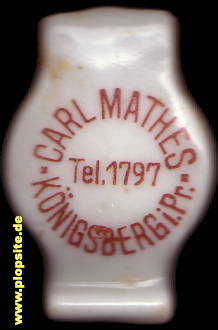 "CARL MATHES"
Tel. 1797
KÖNIGSBERG i. Pr.
www.plopsite.de